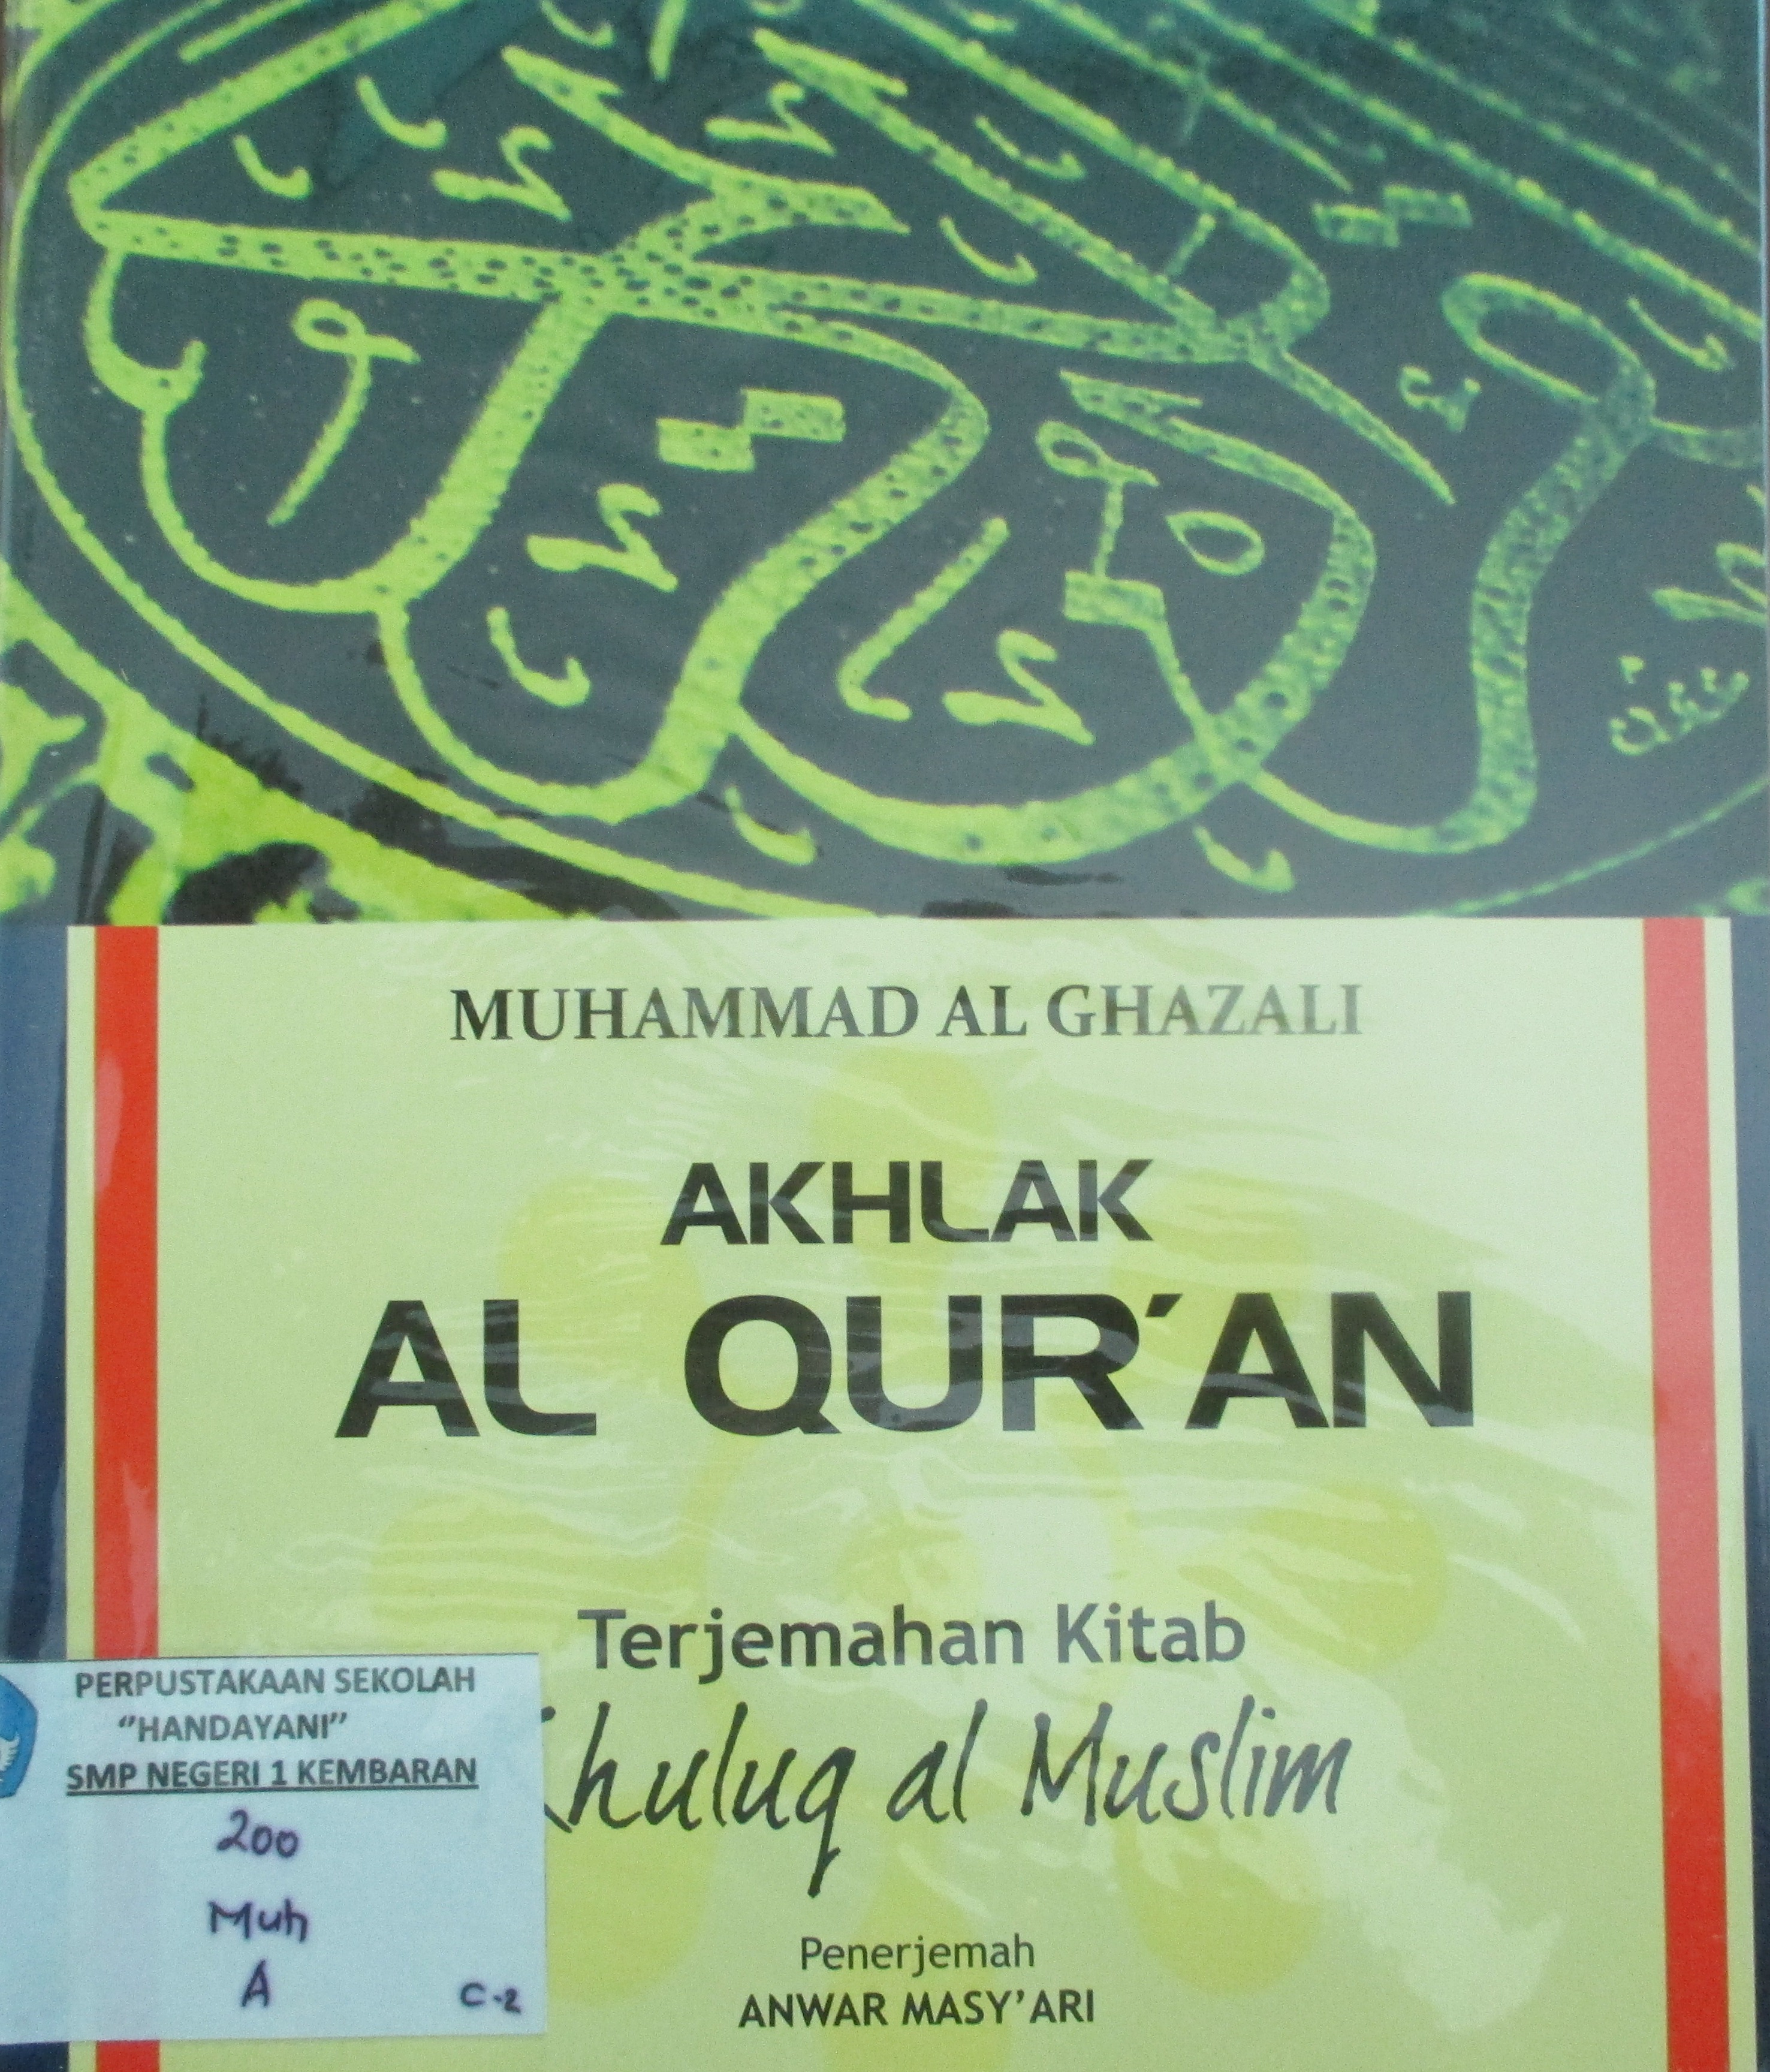 MUHAMMAD AL GHAZALI
AKHLAK
AL QUR'AN
Terjemahan Kitab
Khuluq al Muslim
Penerjemah
ANWAR MASY'ARI
PERPUSTAKAAN SEKOLAH
"HANDAYANI"
SMP NEGERI 1 KEMBARAN
200
Muh
A
C-2